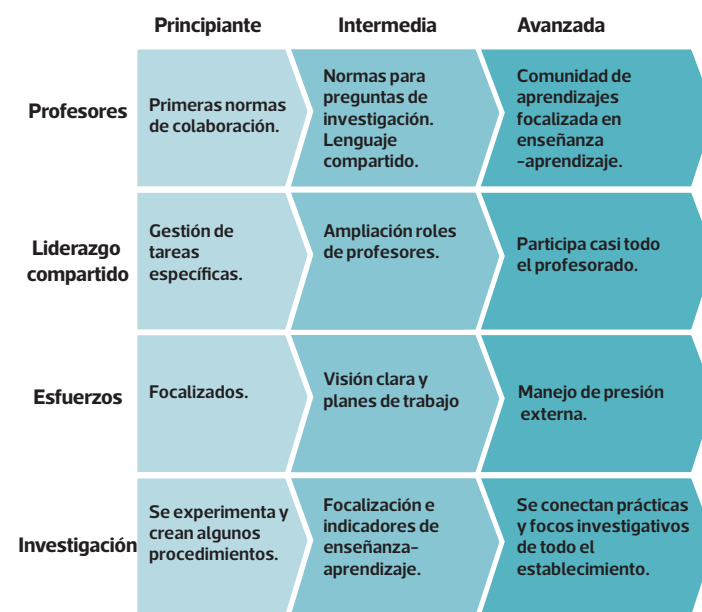 Principiante Intermedia Avanzada
Profesores
Primeras normas
de colaboración.
Normas para
preguntas de
investigación.
Lenguaje
compartido.
Comunidad de
aprendizajes
focalizada en
enseñanza
-aprendizaje.
Liderazgo
compartido
Gestión de
tareas
específicas.
Ampliación roles
de profesores.
Participa casi todo
el profesorado.
Esfuerzos
Focalizados.
Visión clara y
planes de trabajo
Manejo de presión
externa.
Investigación
Se experimenta y
crean algunos
procedimientos.
Focalización e
indicadores de
enseñanza-
aprendizaje.
Se conectan prácticas
y focos investigativos
de todo el
establecimiento.